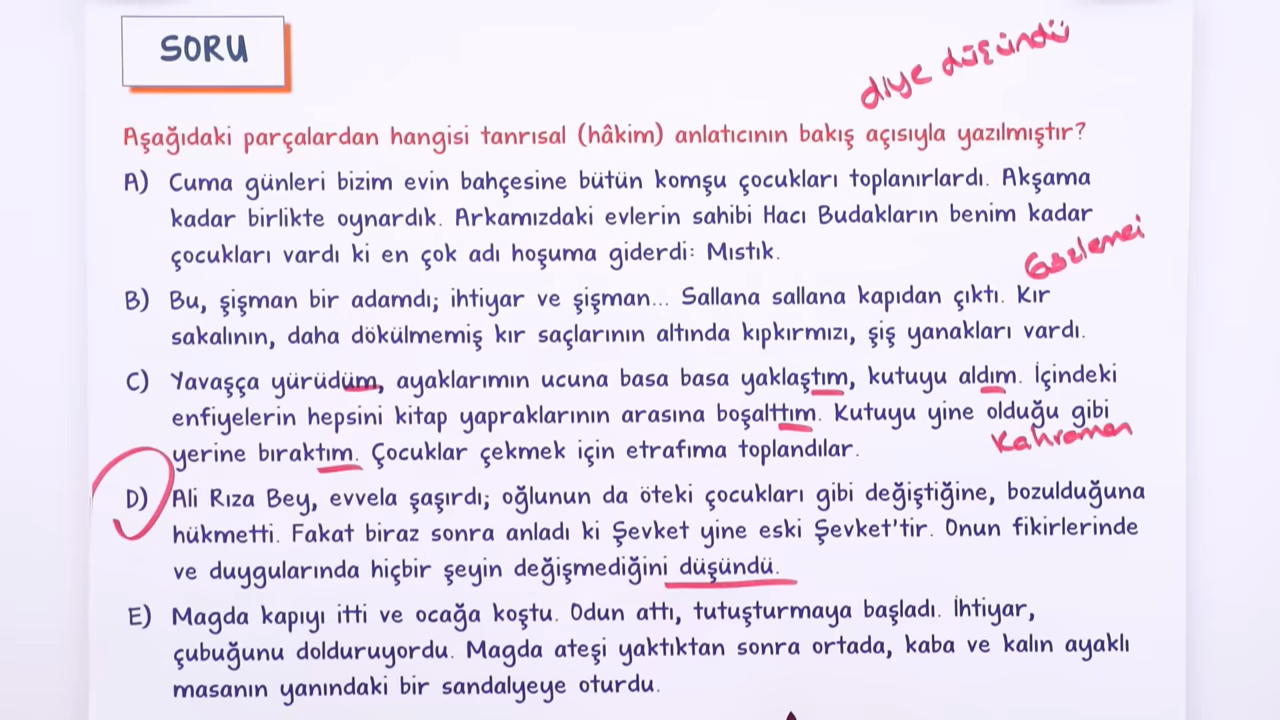 SORU
diye düşündü
Aşağıdaki parçalardan hangisi tanrısal (hâkim) anlatıcının bakış açısıyla yazılmıştır?
A) Cuma günleri bizim evin bahçesine bütün komşu çocukları toplanırlardı. Akşama
kadar birlikte oynardık. Arkamızdaki evlerin sahibi Hacı Budakların benim kadar
çocukları vardı ki en çok adı hoşuma giderdi: Mıstık.
Gözlemci
B) Bu, şişman bir adamdı; ihtiyar ve şişman... Sallana sallana kapıdan çıktı. Kır
sakalının, daha dökülmemiş kır saçlarının altında kıpkırmızı, şiş yanakları vardı.
C) Yavaşça yürüdüm, ayaklarımın ucuna basa basa yaklaştım, kutuyu aldım. İçindeki
enfiyelerin hepsini kitap yapraklarının arasına boşalttım. Kutuyu yine olduğu gibi
yerine bıraktım. Çocuklar çekmek için etrafıma toplandılar.
Kahraman
D) Ali Rıza Bey, evvela şaşırdı; oğlunun da öteki çocukları gibi değiştiğine, bozulduğuna
hükmetti. Fakat biraz sonra anladı ki Şevket yine eski Şevket'tir. Onun fikirlerinde
ve duygularında hiçbir şeyin değişmediğini düşündü.
E) Magda kapıyı itti ve ocağa koştu. Odun attı, tutuşturmaya başladı. İhtiyar,
çubuğunu dolduruyordu. Magda ateşi yaktıktan sonra ortada, kaba ve kalın ayaklı
masanın yanındaki bir sandalyeye oturdu.